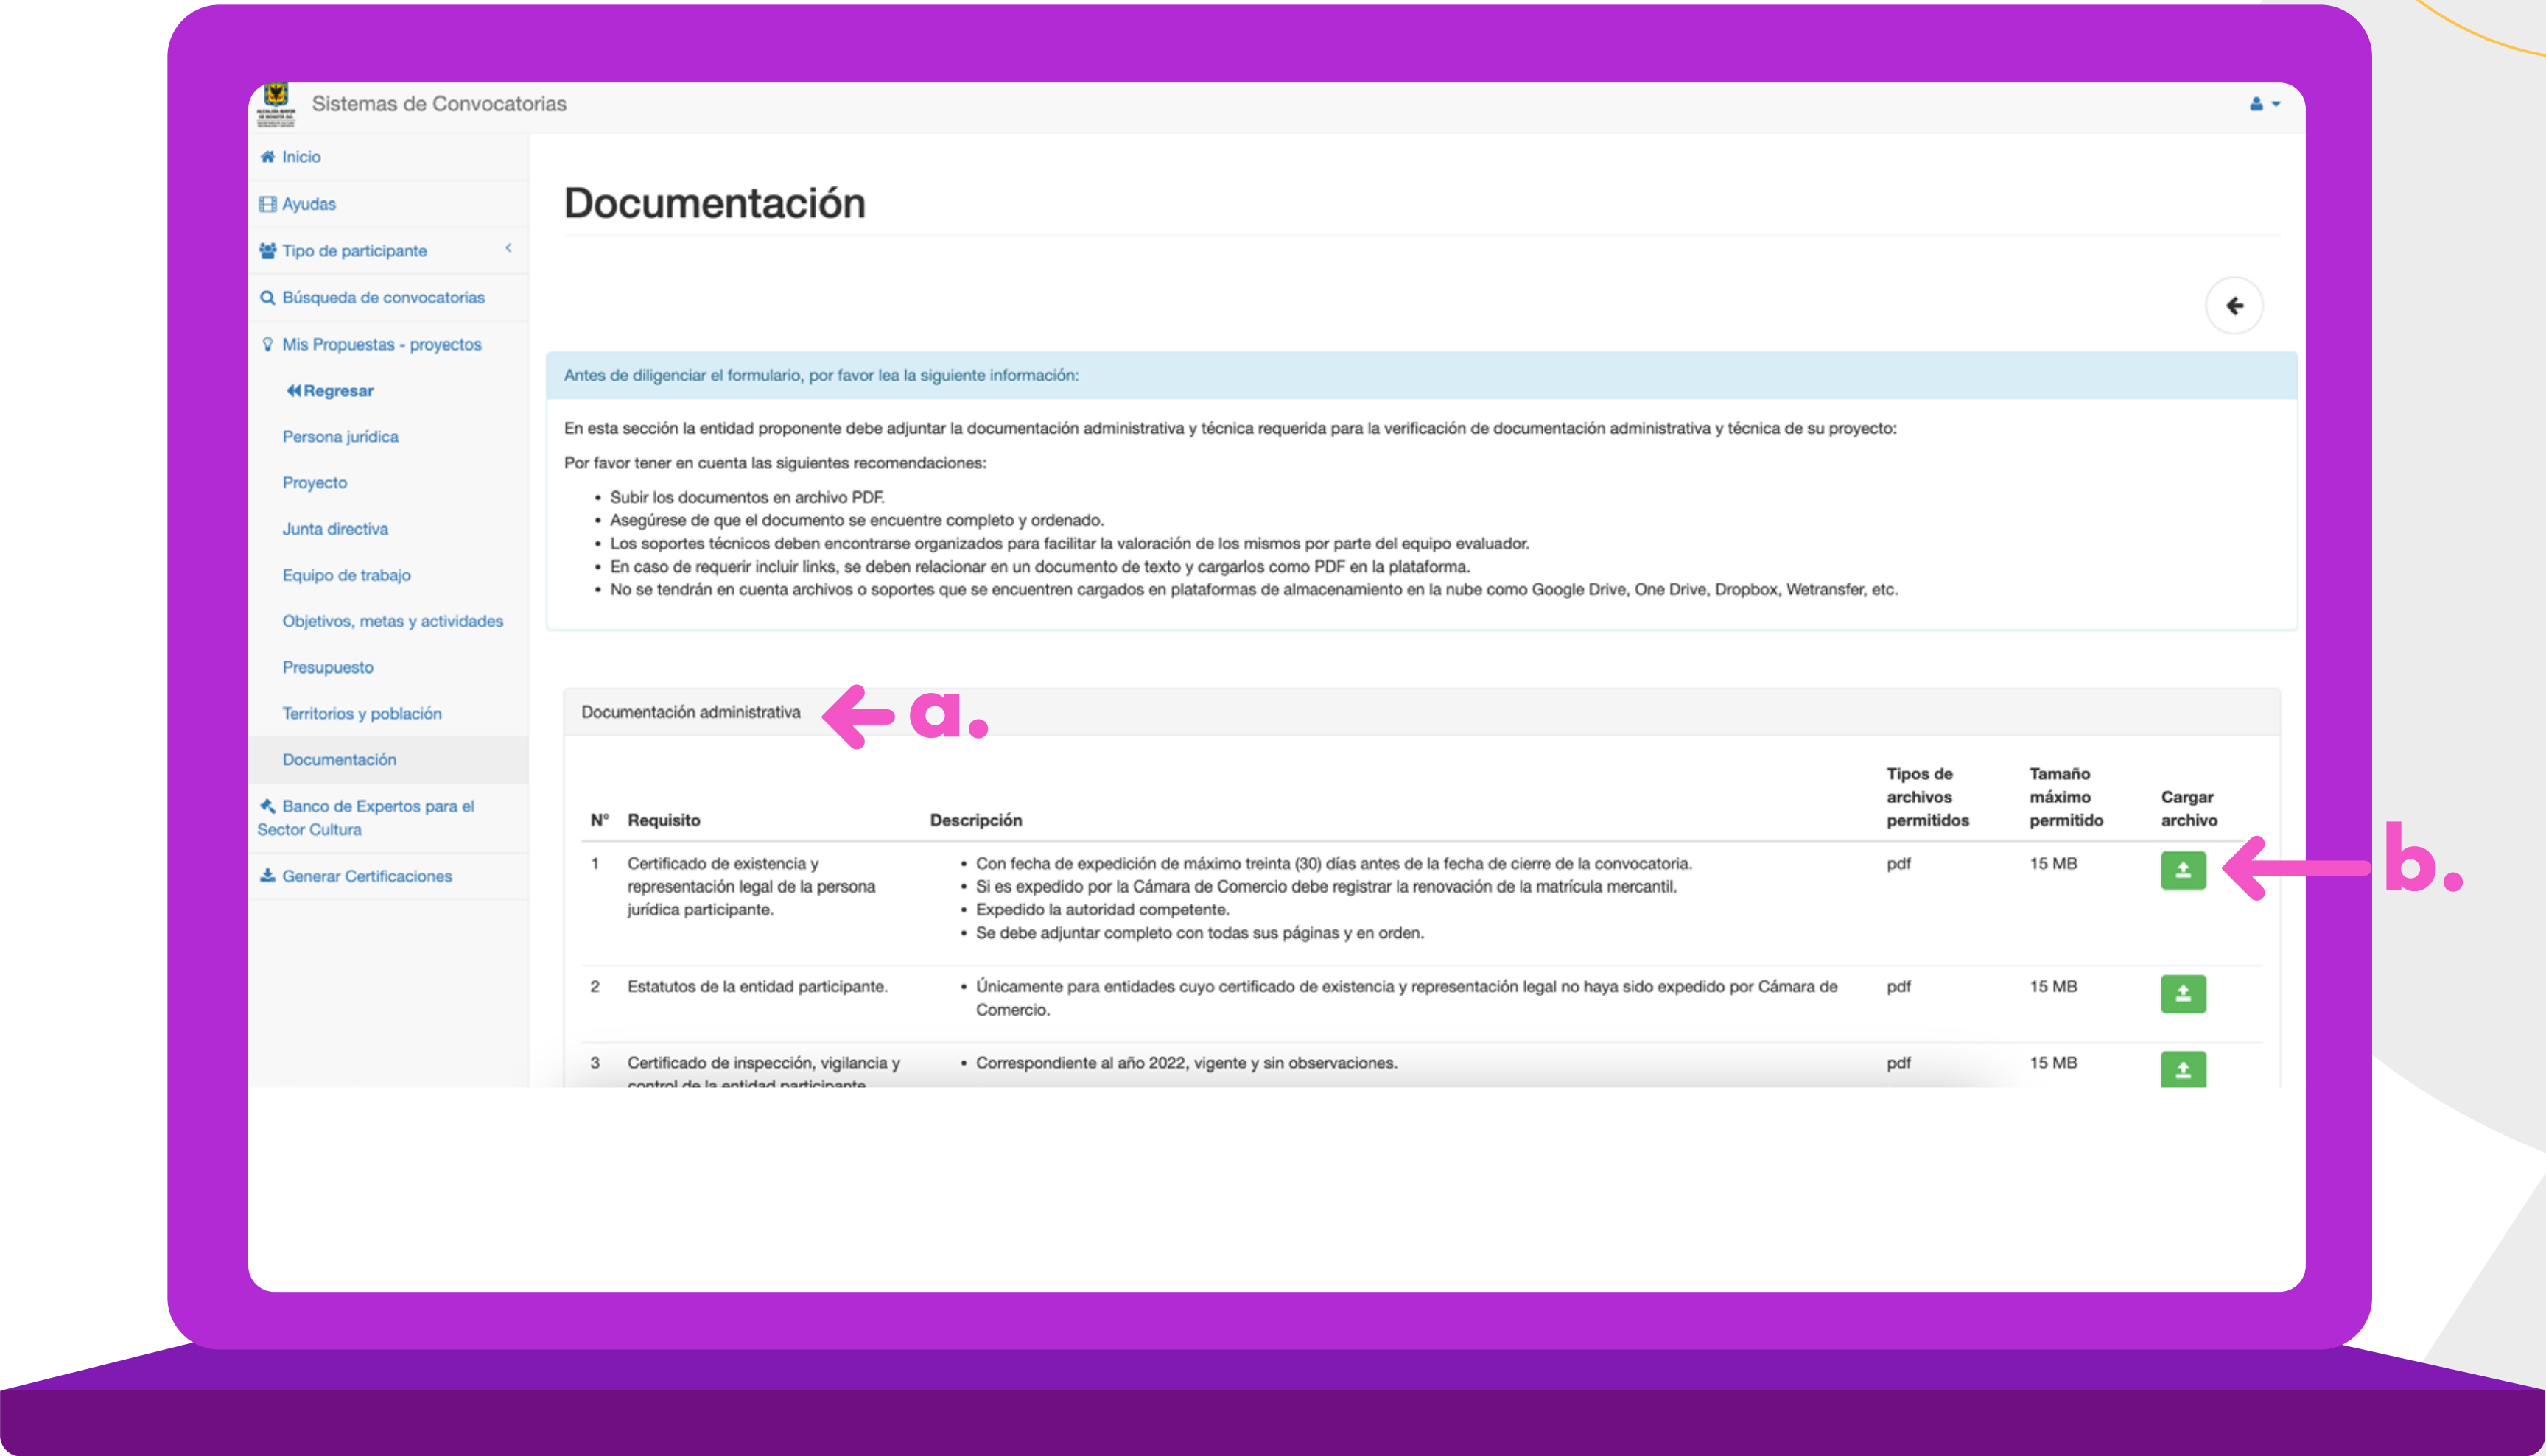 Sistemas de Convocatorias
Inicio
Ayudas
Tipo de participante
Búsqueda de convocatorias
Mis Propuestas - proyectos
Regresar
Persona jurídica
Proyecto
Junta directiva
Equipo de trabajo
Objetivos, metas y actividades
Presupuesto
Territorios y población
Documentación
Banco de Expertos para el
Sector Cultura
Generar Certificaciones
Documentación
Antes de diligenciar el formulario, por favor lea la siguiente información:
En esta sección la entidad proponente debe adjuntar la documentación administrativa y técnica requerida para la verificación de documentación administrativa y técnica de su proyecto:
Por favor tener en cuenta las siguientes recomendaciones:
• Subir los documentos en archivo PDF.
• Asegúrese de que el documento se encuentre completo y ordenado.
• Los soportes técnicos deben encontrarse organizados para facilitar la valoración de los mismos por parte del equipo evaluador.
• En caso de requerir incluir links, se deben relacionar en un documento de texto y cargarlos como PDF en la plataforma.
• No se tendrán en cuenta archivos o soportes que se encuentren cargados en plataformas de almacenamiento en la nube como Google Drive, One Drive, Dropbox, Wetransfer, etc.
Documentación administrativa
a.
N° Requisito Descripción Tipos de archivos permitidos Tamaño máximo permitido Cargar archivo
1 Certificado de existencia y
representación legal de la persona
jurídica participante.
• Con fecha de expedición de máximo treinta (30) días antes de la fecha de cierre de la convocatoria.
• Si es expedido por la Cámara de Comercio debe registrar la renovación de la matrícula mercantil.
• Expedido la autoridad competente.
• Se debe adjuntar completo con todas sus páginas y en orden.
pdf 15 MB
b.
2 Estatutos de la entidad participante.
• Únicamente para entidades cuyo certificado de existencia y representación legal no haya sido expedido por Cámara de
Comercio.
pdf 15 MB
3 Certificado de inspección, vigilancia y
control de la entidad participante
• Correspondiente al año 2022, vigente y sin observaciones.
pdf 15 MB